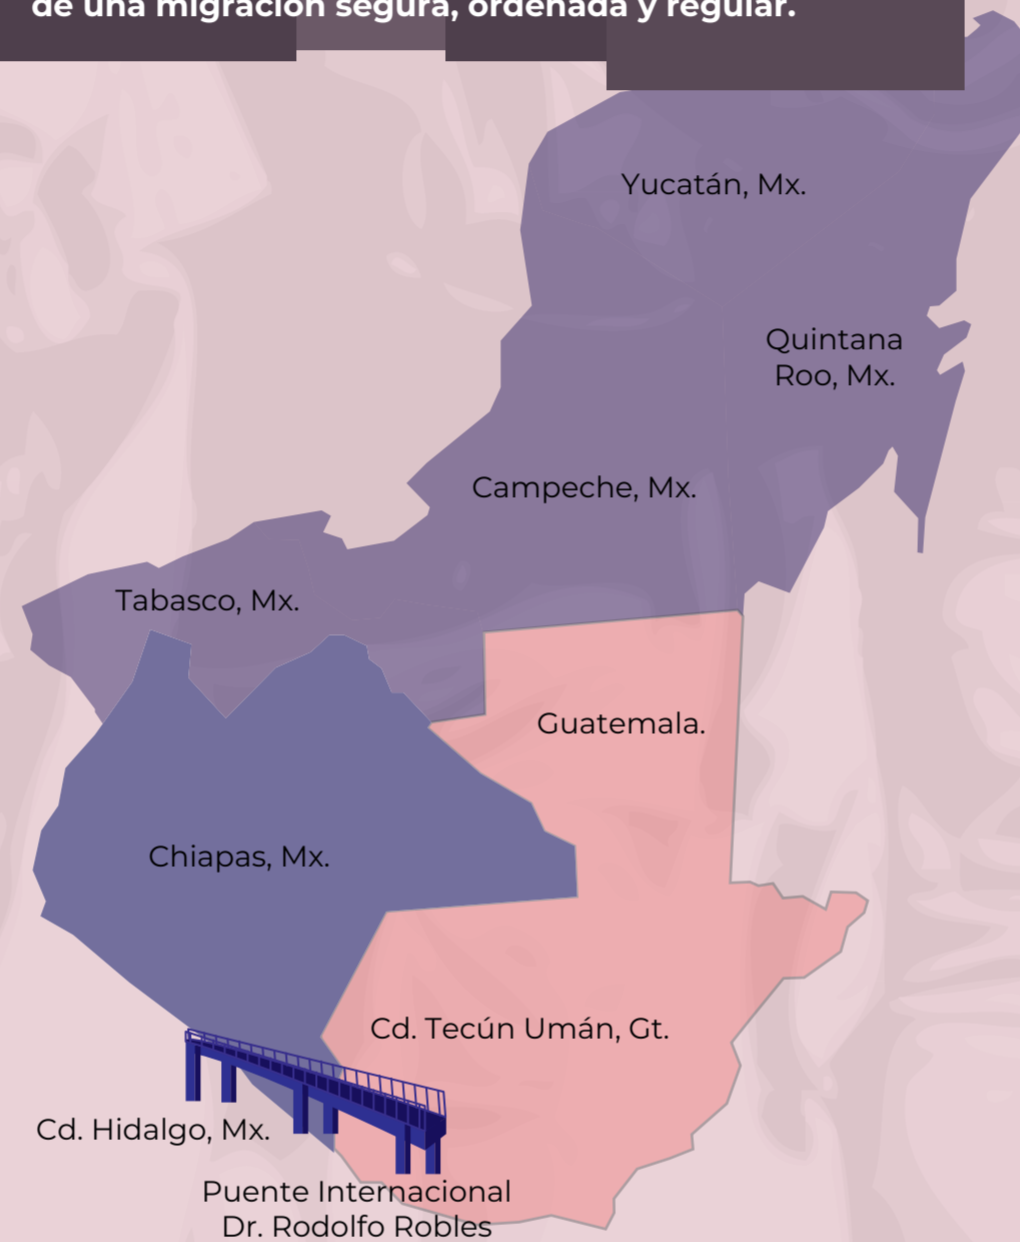 de una migración segura, ordenada y regular.
Yucatán, Mx.
Quintana
Roo, Mx.
Campeche, Mx.
Tabasco, Mx.
Guatemala.
Chiapas, Mx.
Cd. Tecún Umán, Gt.
Cd. Hidalgo, Mx.
Puente Internacional
Dr. Rodolfo Robles